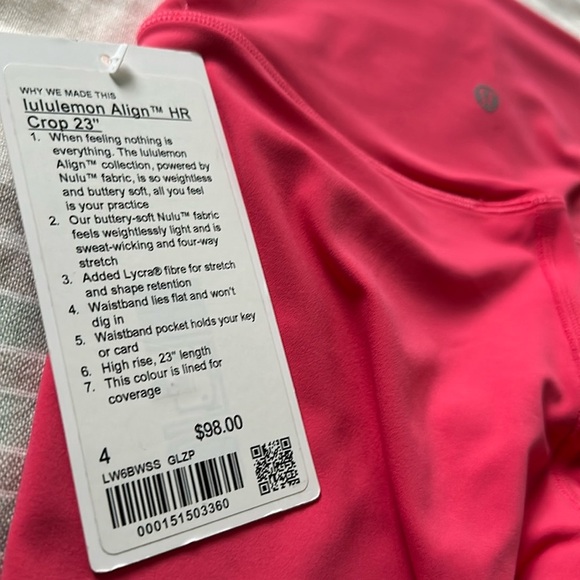 WHY WE MADE THIS
lululemon Align™ HR
Crop 23"
1. When feeling nothing is
everything. The lululemon
Align™ collection, powered by
Nulu™ fabric, is so weightless
and buttery soft, all you feel
is your practice
2. Our buttery-soft Nulu™ fabric
feels weightlessly light and is
sweat-wicking and four-way
stretch
3. Added Lycra® fibre for stretch
and shape retention
4. Waistband lies flat and won't
dig in
5. Waistband pocket holds your key
or card
6. High rise, 23" length
7. This colour is lined for
coverage
$98.00
4
LW6BWSS GLZP
000151503360